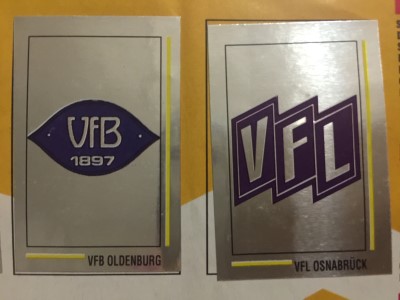 VfB
1897
VFB OLDENBURG
VFL
VFL OSNABRÜCK